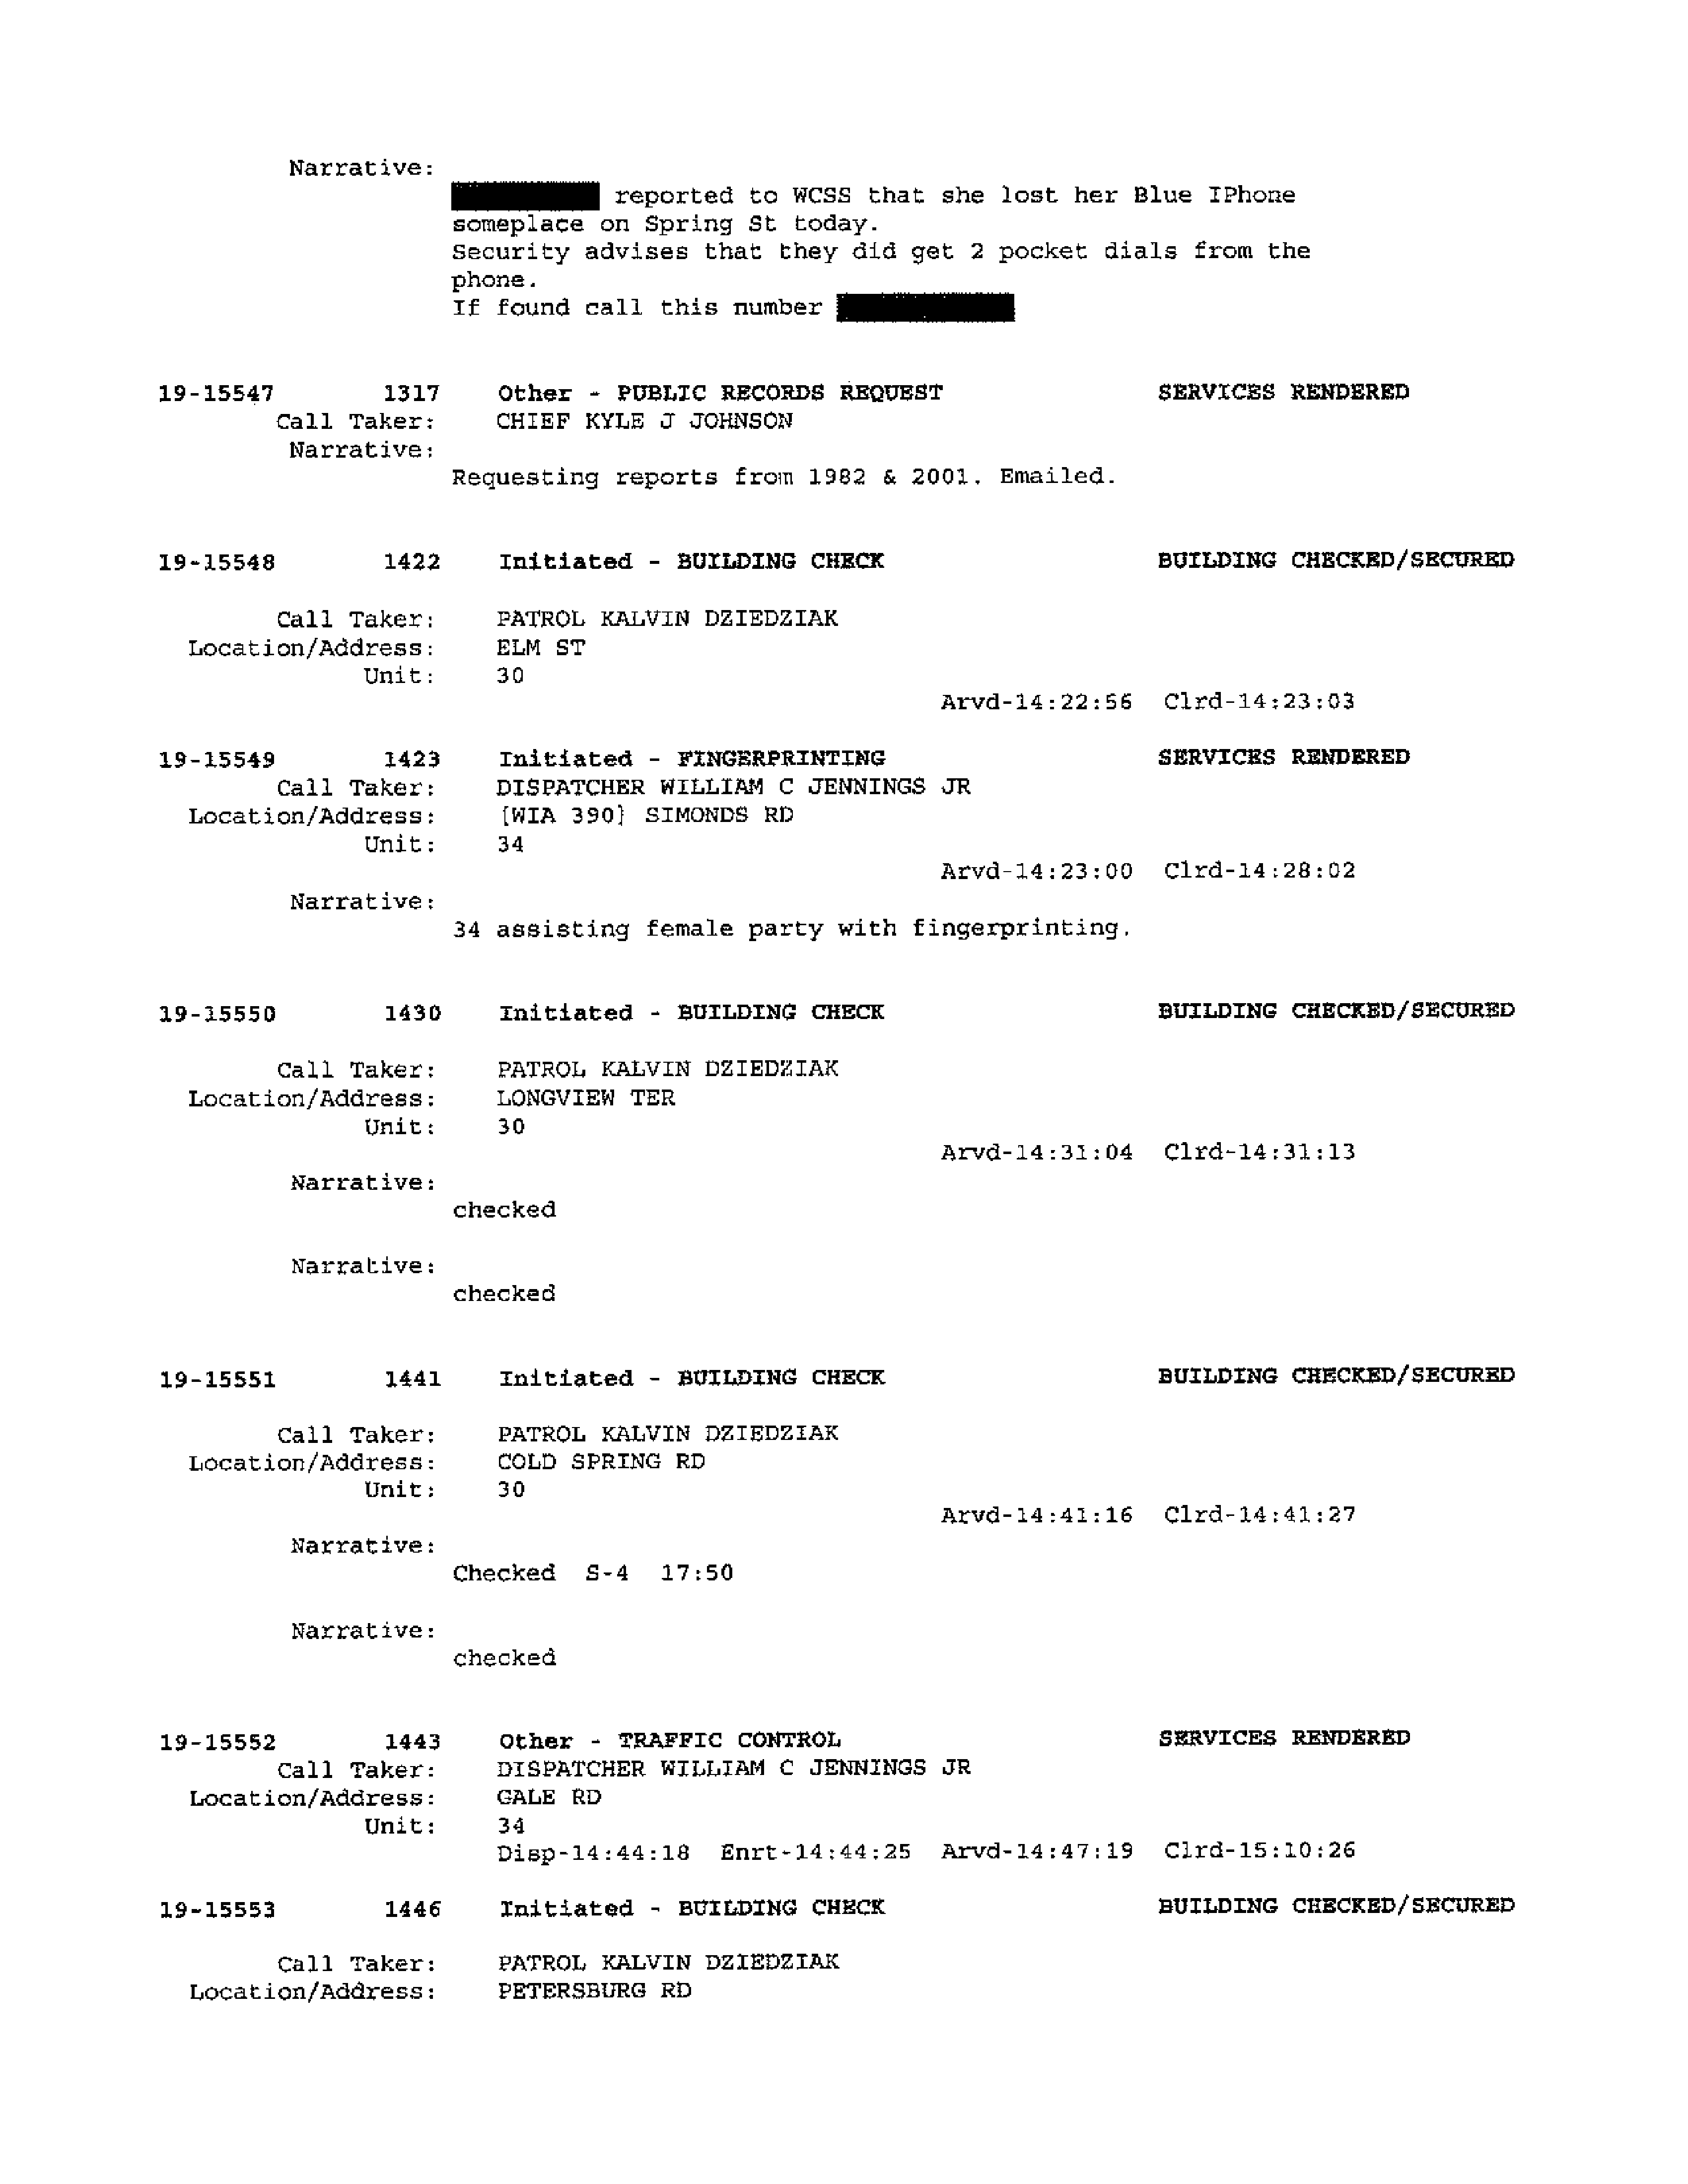 Narrative:
reported to WCSS that she lost her Blue IPhone
someplace on Spring St today.
Security advises that they did get 2 pocket dials from the
phone.
If found call this number
19-15547 1317 Other - PUBLIC RECORDS REQUEST SERVICES RENDERED
Call Taker: CHIEF KYLE J JOHNSON
Narrative:
Requesting reports from 1982 & 2001. Emailed.
19-15548 1422 Initiated - BUILDING CHECK BUILDING CHECKED/SECURED
Call Taker: PATROL KALVIN DZIEDZIAK
Location/Address: ELM ST
Unit: 30
Arvd-14:22:56 Clrd-14:23:03
19-15549 1423 Initiated - FINGERPRINTING SERVICES RENDERED
Call Taker: DISPATCHER WILLIAM C JENNINGS JR
Location/Address: [WIA 390] SIMONDS RD
Unit: 34
Arvd-14:23:00 Clrd-14:28:02
Narrative:
34 assisting female party with fingerprinting.
19-15550 1430 Initiated - BUILDING CHECK BUILDING CHECKED/SECURED
Call Taker: PATROL KALVIN DZIEDZIAK
Location/Address: LONGVIEW TER
Unit: 30
Arvd-14:31:04 Clrd-14:31:13
Narrative:
checked
Narrative:
checked
19-15551 1441 Initiated - BUILDING CHECK BUILDING CHECKED/SECURED
Call Taker: PATROL KALVIN DZIEDZIAK
Location/Address: COLD SPRING RD
Unit: 30
Arvd-14:41:16 Clrd-14:41:27
Narrative:
Checked S-4 17:50
Narrative:
checked
19-15552 1443 Other - TRAFFIC CONTROL SERVICES RENDERED
Call Taker: DISPATCHER WILLIAM C JENNINGS JR
Location/Address: GALE RD
Unit: 34
Disp-14:44:18 Enrt-14:44:25 Arvd-14:47:19 Clrd-15:10:26
19-15553 1446 Initiated - BUILDING CHECK BUILDING CHECKED/SECURED
Call Taker: PATROL KALVIN DZIEDZIAK
Location/Address: PETERSBURG RD